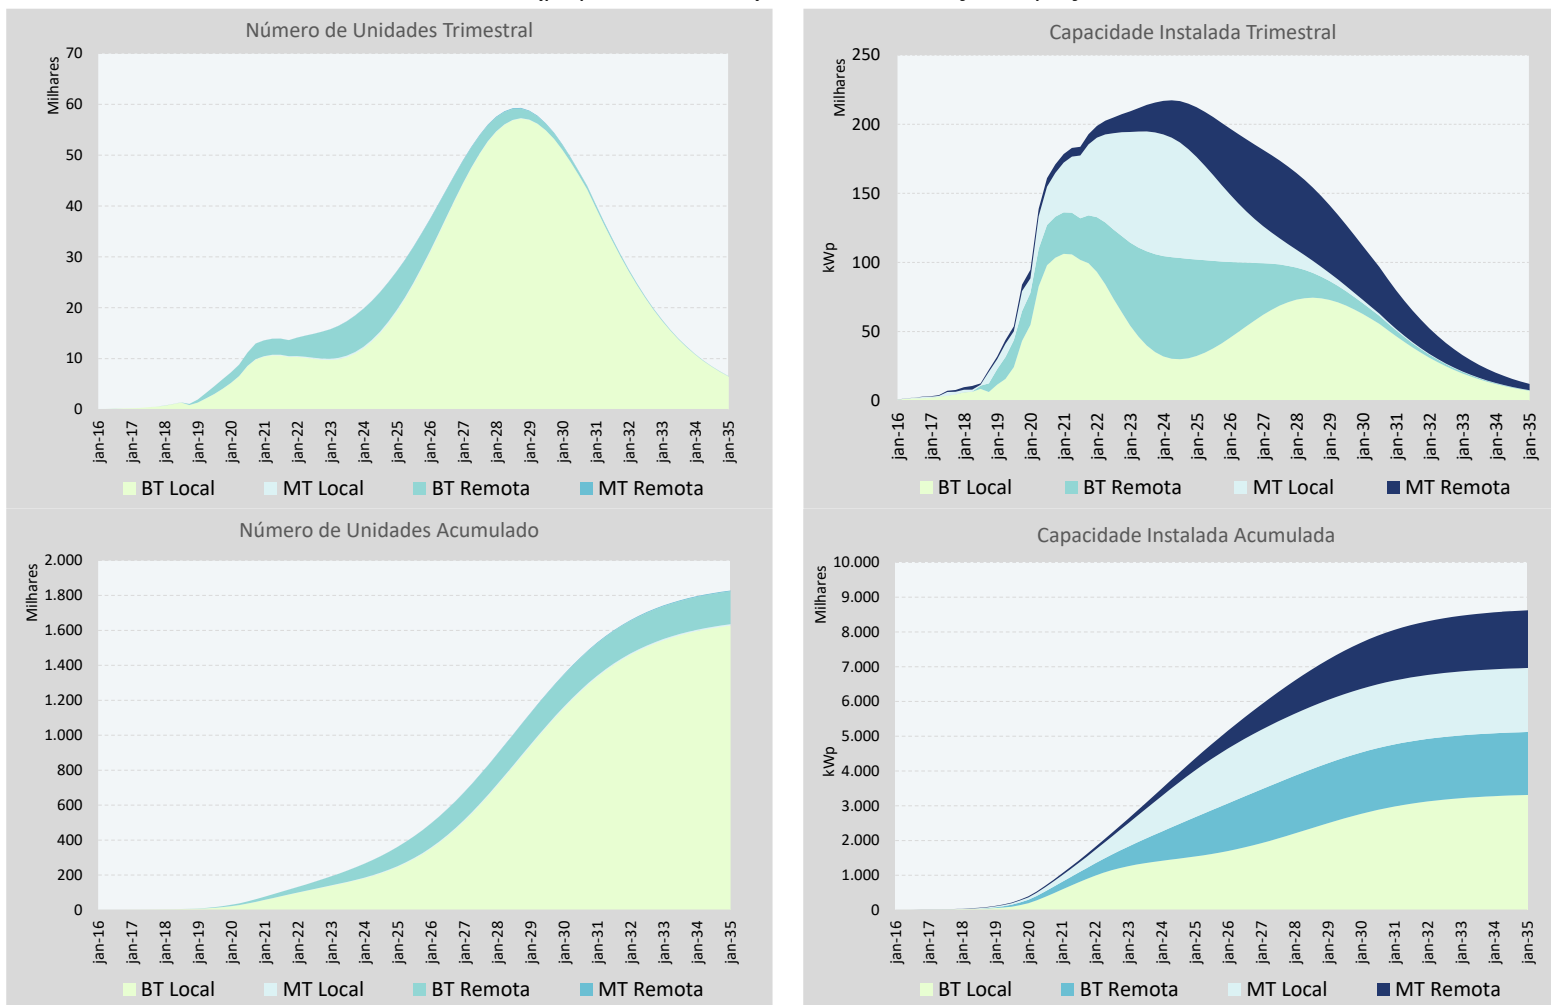 Número de Unidades Trimestral
Milhares
70
60
50
40
30
20
10
0
jan-16
jan-17
jan-18
jan-19
jan-20
jan-21
jan-22
jan-23
jan-24
jan-25
jan-26
jan-27
jan-28
jan-29
jan-30
jan-31
jan-32
jan-33
jan-34
jan-35
BT Local MT Local BT Remota MT Remota
Capacidade Instalada Trimestral
Milhares
kWp
250
200
150
100
50
0
jan-16
jan-17
jan-18
jan-19
jan-20
jan-21
jan-22
jan-23
jan-24
jan-25
jan-26
jan-27
jan-28
jan-29
jan-30
jan-31
jan-32
jan-33
jan-34
jan-35
BT Local BT Remota MT Local MT Remota
Número de Unidades Acumulado
Milhares
2.000
1.800
1.600
1.400
1.200
1.000
800
600
400
200
0
jan-16
jan-17
jan-18
jan-19
jan-20
jan-21
jan-22
jan-23
jan-24
jan-25
jan-26
jan-27
jan-28
jan-29
jan-30
jan-31
jan-32
jan-33
jan-34
jan-35
BT Local MT Local BT Remota MT Remota
Capacidade Instalada Acumulada
Milhares
kWp
10.000
9.000
8.000
7.000
6.000
5.000
4.000
3.000
2.000
1.000
0
jan-16
jan-17
jan-18
jan-19
jan-20
jan-21
jan-22
jan-23
jan-24
jan-25
jan-26
jan-27
jan-28
jan-29
jan-30
jan-31
jan-32
jan-33
jan-34
jan-35
BT Local BT Remota MT Local MT Remota